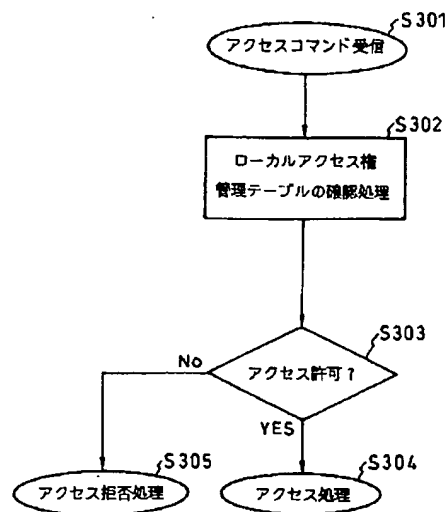 S301
アクセスコマンド受信
S302
ローカルアクセス権
管理テーブルの確認処理
S303
アクセス許可?
NO
YES
S305
アクセス拒否処理
S304
アクセス処理